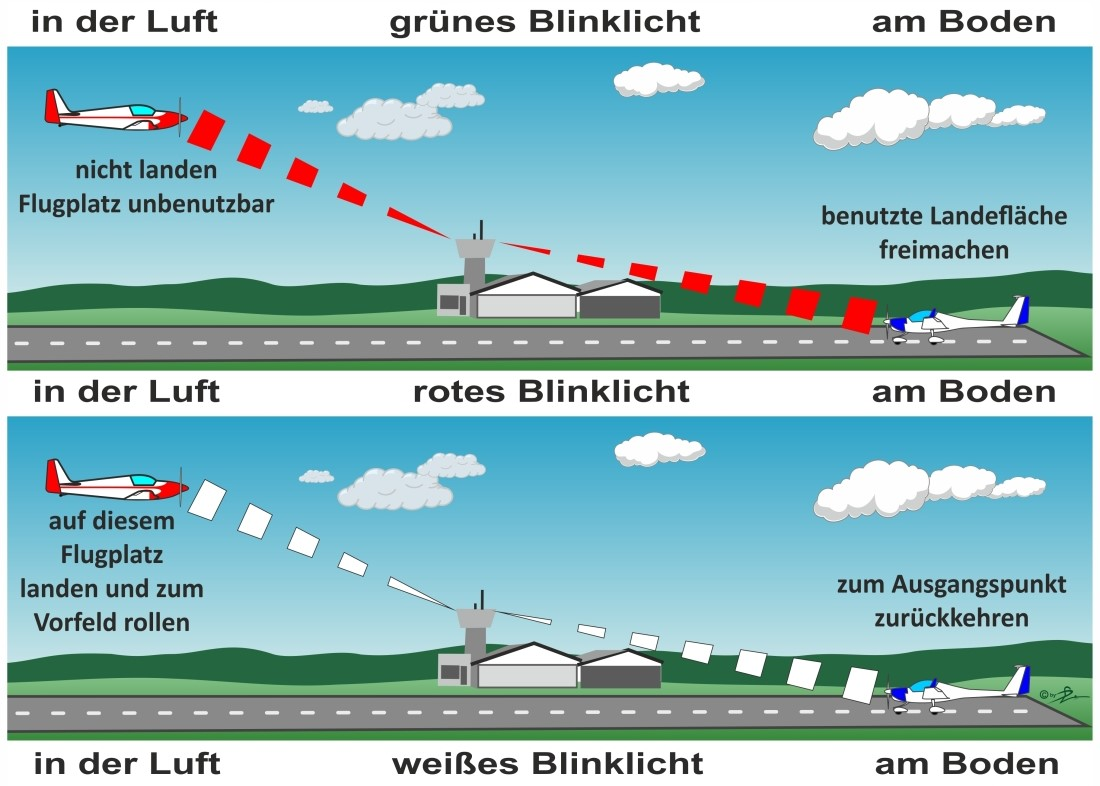 in der Luft grünes Blinklicht am Boden
nicht landen
Flugplatz unbenutzbar
benutzte Landefläche
freimachen
in der Luft rotes Blinklicht am Boden
auf diesem
Flugplatz
landen und zum
Vorfeld rollen
zum Ausgangspunkt
zurückkehren
© by
in der Luft weißes Blinklicht am Boden